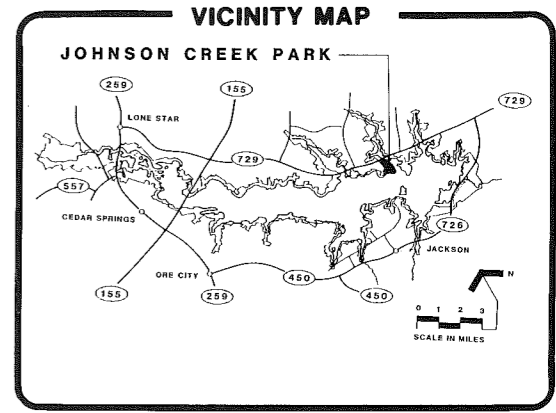 VICINITY MAP
JOHNSON CREEK PARK
259
155
729
LONE STAR
729
557
CEDAR SPRINGS
726
JACKSON
ORE CITY
450
155
259
450
N
0 1 2 3
SCALE IN MILES